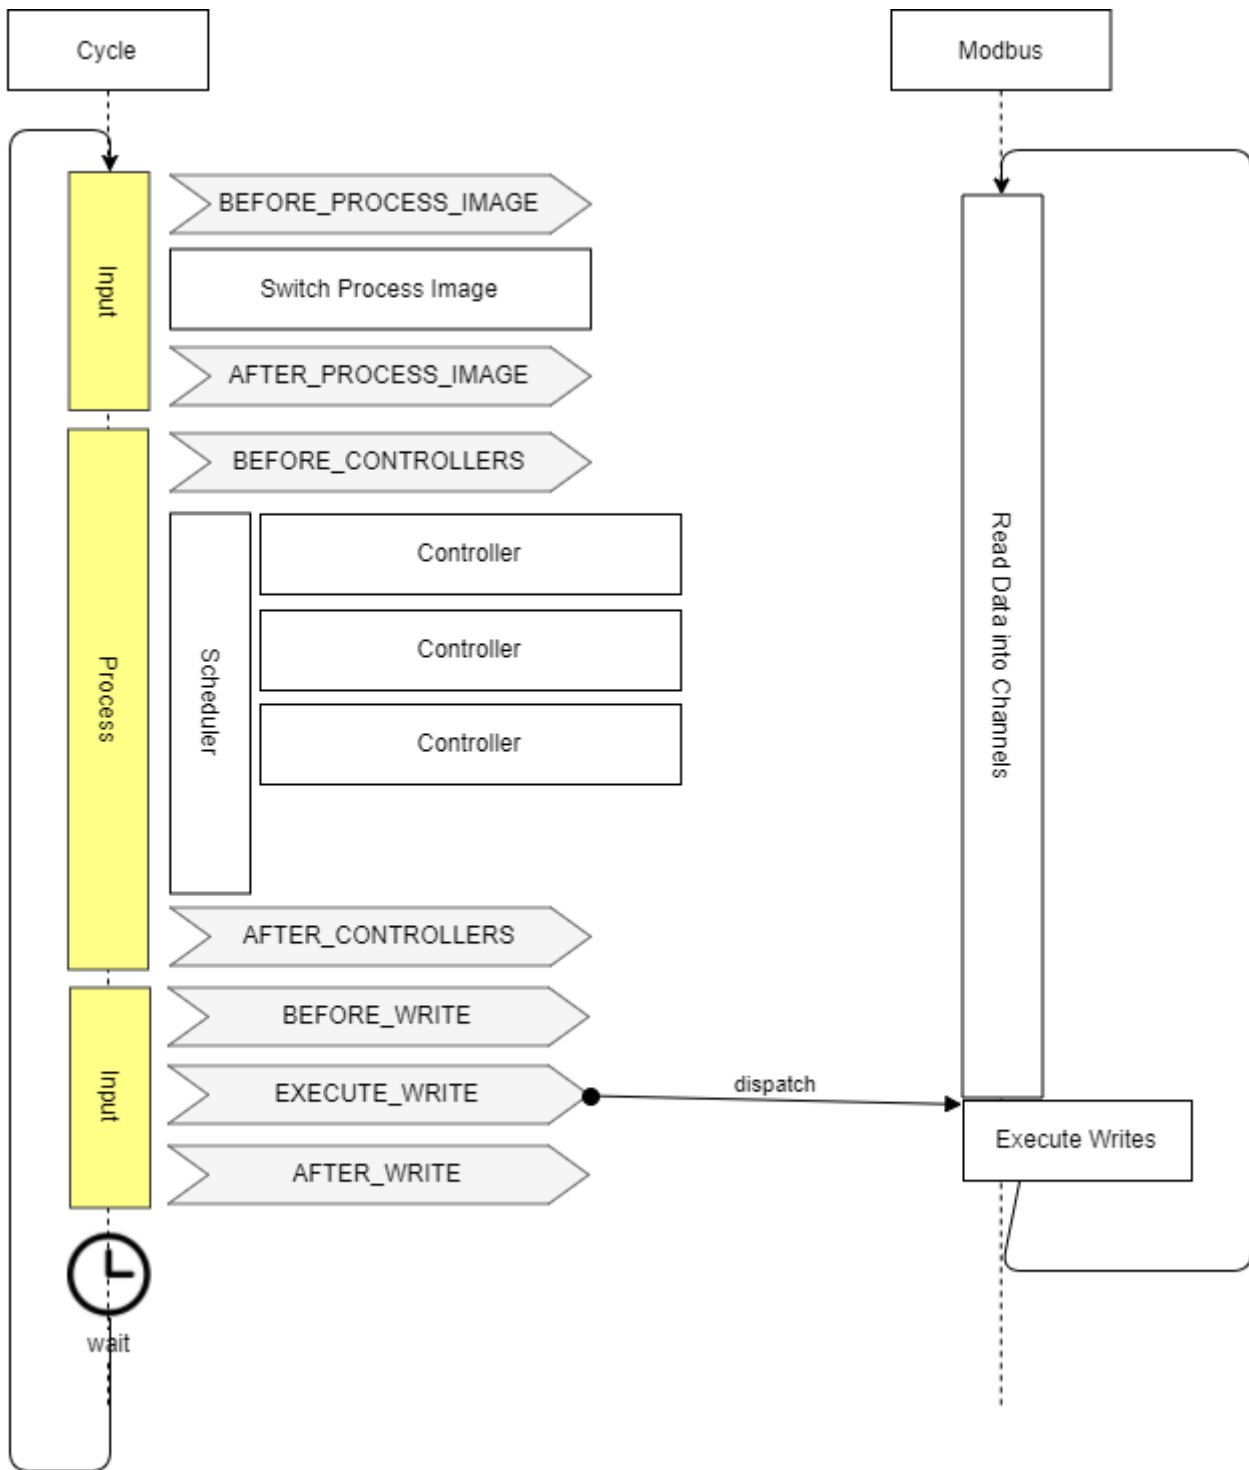 Cycle
Modbus
Input
BEFORE_PROCESS_IMAGE
Switch Process Image
AFTER_PROCESS_IMAGE
Process
BEFORE_CONTROLLERS
Scheduler
Controller
Controller
Controller
AFTER_CONTROLLERS
Read Data into Channels
Input
BEFORE_WRITE
EXECUTE_WRITE
dispatch
Execute Writes
AFTER_WRITE
wait